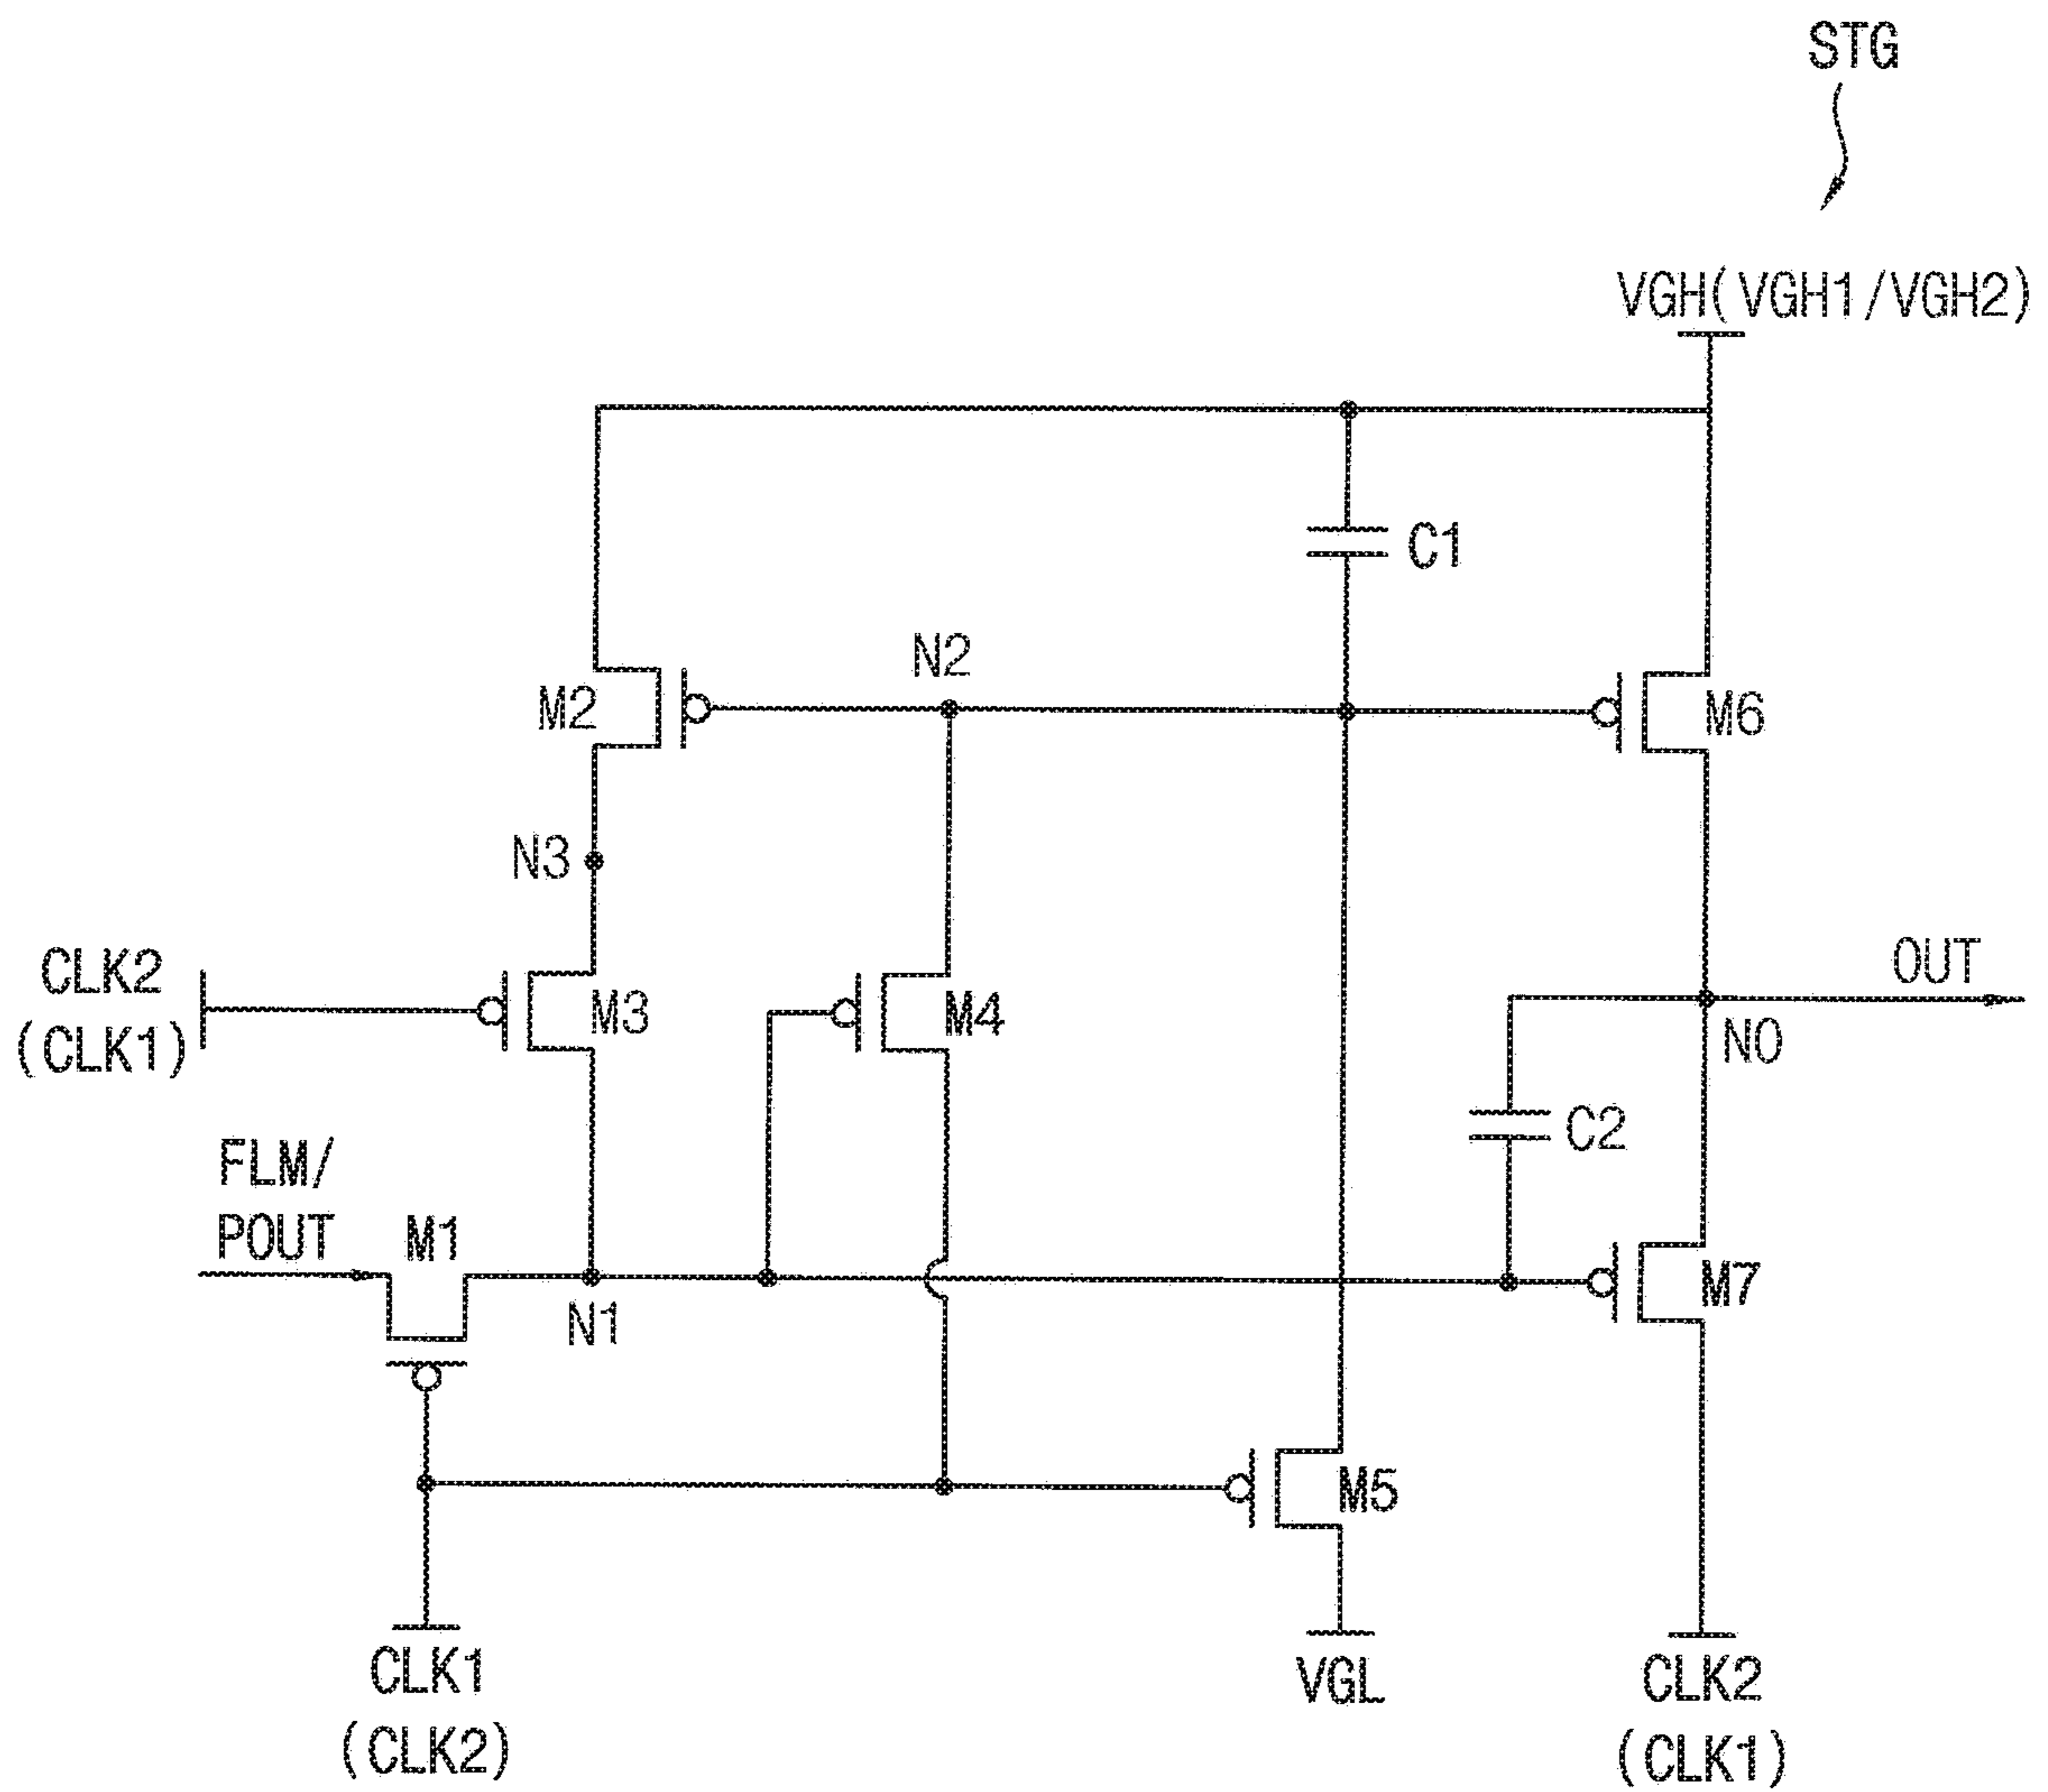 STG
VGH(VGH1/VGH2)
C1
N2
M2
M6
N3
CLK2
(CLK1)
M3
M4
OUT
NO
C2
FLM/
POUT
M1
N1
M7
M5
CLK1
(CLK2)
VGL
CLK2
(CLK1)